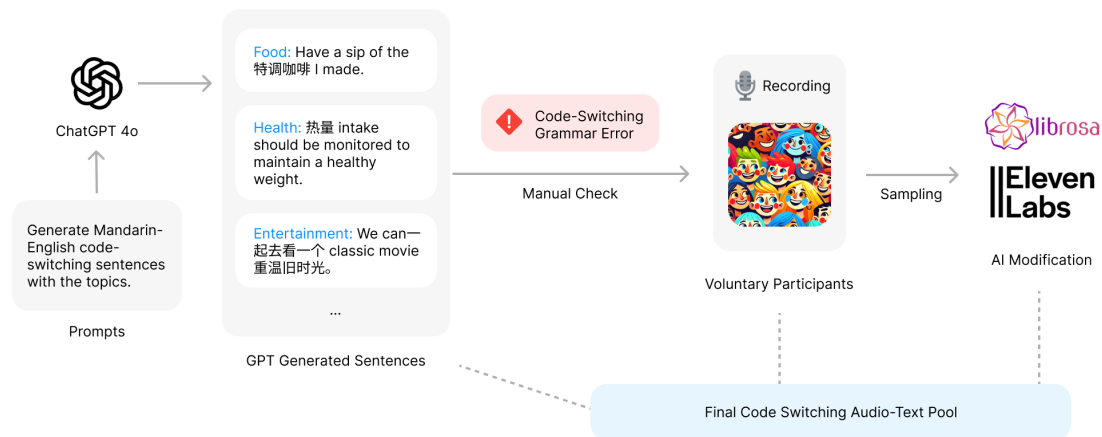 ChatGPT 4o
Generate Mandarin-
English code-
switching sentences
with the topics.
Prompts
Food: Have a sip of the
特调咖啡 I made.
Health: 热量 intake
should be monitored to
maintain a healthy
weight.
Entertainment: We can一
起去看一个 classic movie
重温旧时光。
...
GPT Generated Sentences
Code-Switching
Grammar Error
Manual Check
Recording
Voluntary Participants
Sampling
librosa
ElevenLabs
AI Modification
Final Code Switching Audio-Text Pool